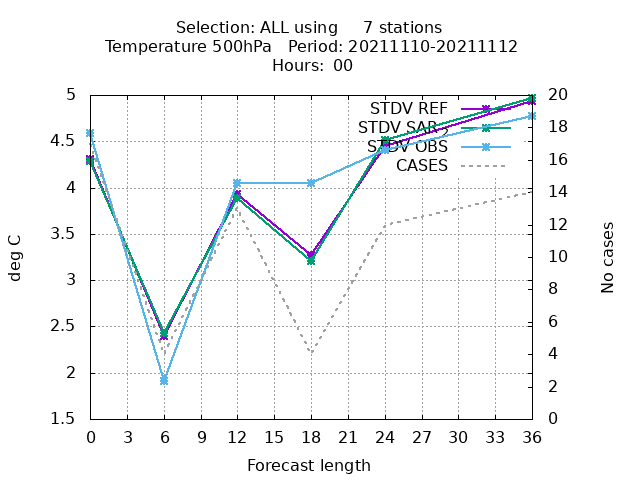 Selection: ALL using 7 stations
Temperature 500hPa Period: 20211110-20211112
Hours: 00
STDV REF
STDV SAR
STDV OBS
CASES
5
4.5
4
3.5
3
2.5
2
1.5
20
18
16
14
12
10
8
6
4
2
0
deg C
No cases
0 3 6 9 12 15 18 21 24 27 30 33 36
Forecast length